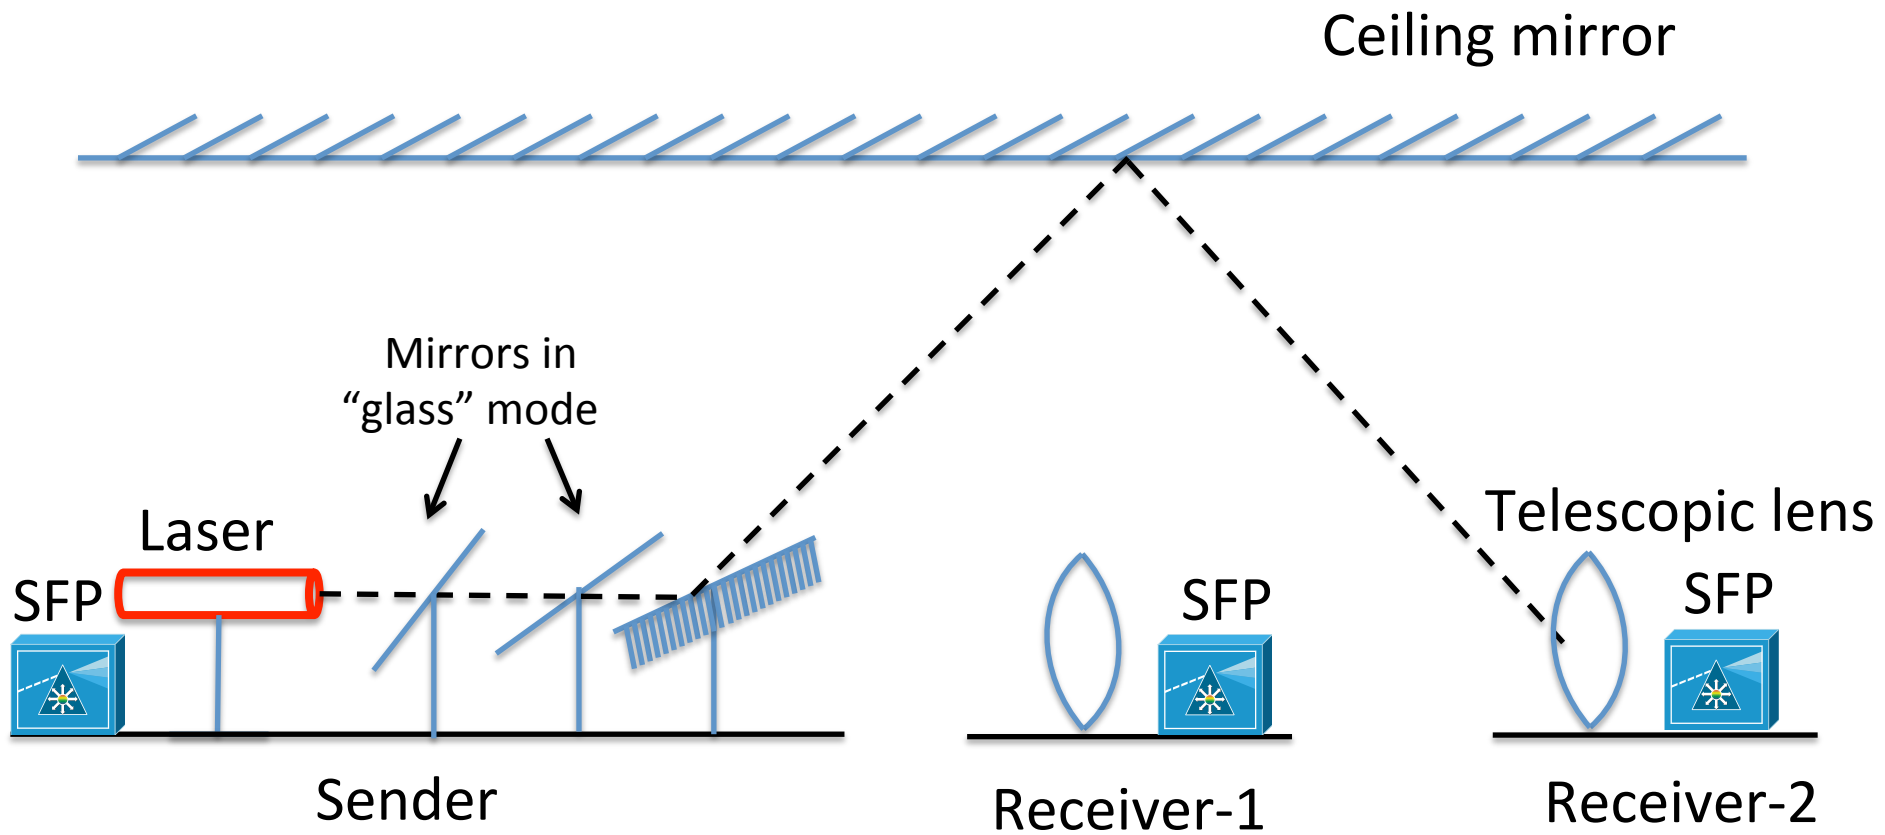 Ceiling mirror
Mirrors in
“glass” mode
Laser
SFP
Telescopic lens
SFP
SFP
Sender
Receiver-1
Receiver-2